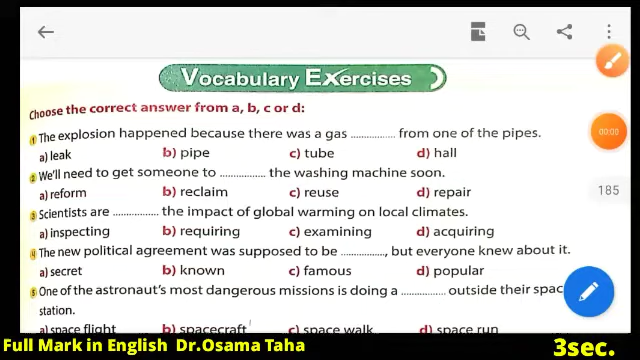 Vocabulary Exercises
Choose the correct answer from a, b, c or d:
1 The explosion happened because there was a gas .............. from one of the pipes.
a) leak b) pipe c) tube d) hall
2 We'll need to get someone to .............. the washing machine soon.
a) reform b) reclaim c) reuse d) repair
3 Scientists are .............. the impact of global warming on local climates.
a) inspecting b) requiring c) examining d) acquiring
4 The new political agreement was supposed to be .............., but everyone knew about it.
a) secret b) known c) famous d) popular
5 One of the astronaut's most dangerous missions is doing a .............. outside their spac
station.
a) space flight b) spacecraft c) space walk d) space run
00:00
185
Full Mark in English Dr.Osama Taha
3sec.